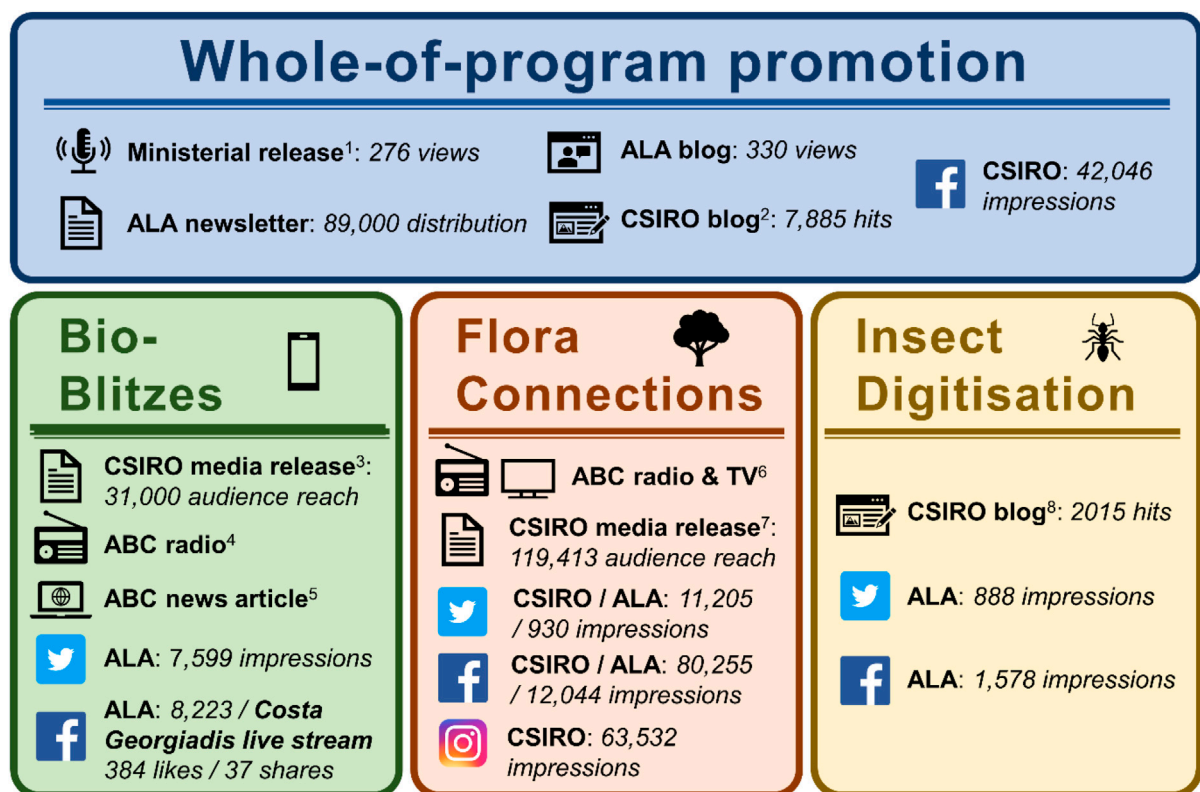 Whole-of-program promotion
Ministerial release¹: 276 views
ALA newsletter: 89,000 distribution
ALA blog: 330 views
CSIRO blog²: 7,885 hits
CSIRO: 42,046
impressions
Bio-
Blitzes
CSIRO media release³:
31,000 audience reach
ABC radio⁴
ABC news article⁵
ALA: 7,599 impressions
ALA: 8,223 / Costa
Georgiadis live stream
384 likes / 37 shares
Flora
Connections
ABC radio & TV⁶
CSIRO media release⁷:
119,413 audience reach
CSIRO / ALA: 11,205
/ 930 impressions
CSIRO / ALA: 80,255
/ 12,044 impressions
CSIRO: 63,532
impressions
Insect
Digitisation
CSIRO blog⁸: 2015 hits
ALA: 888 impressions
ALA: 1,578 impressions